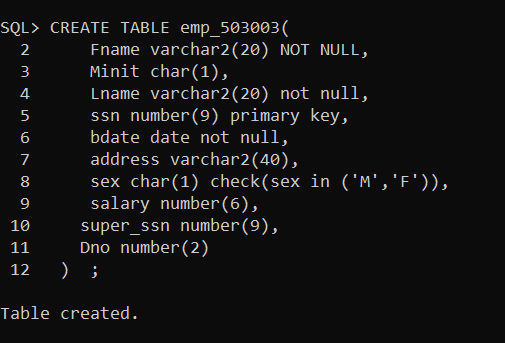 SQL> CREATE TABLE emp_503003(
2 Fname varchar2(20) NOT NULL,
3 Minit char(1),
4 Lname varchar2(20) not null,
5 ssn number(9) primary key,
6 bdate date not null,
7 address varchar2(40),
8 sex char(1) check(sex in ('M','F')),
9 salary number(6),
10 super_ssn number(9),
11 Dno number(2)
12 ) ;
Table created.